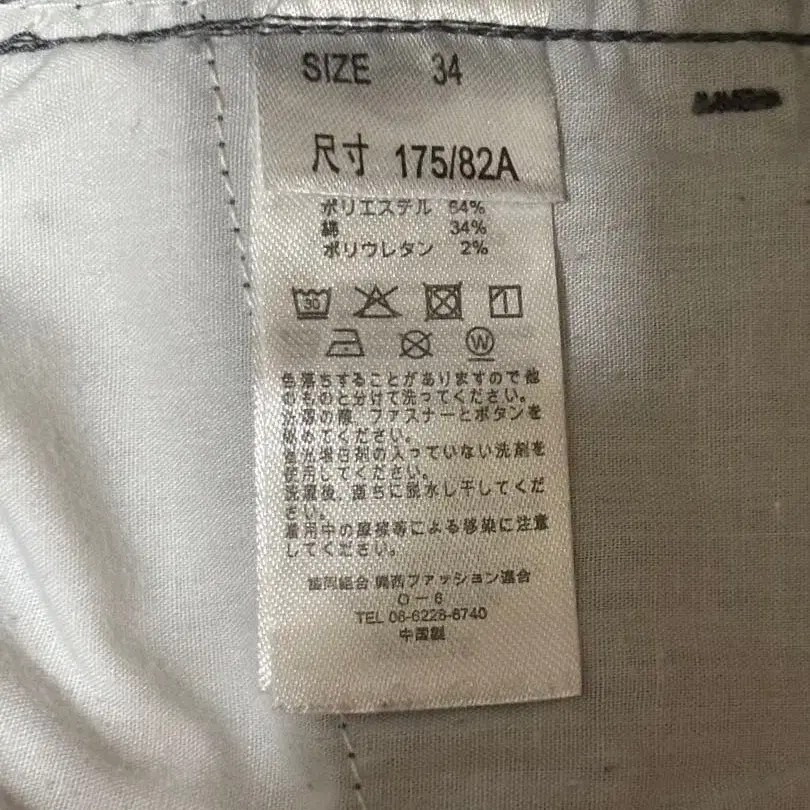 SIZE 34
尺寸 175/82A
ポリエステル 64%
綿 34%
ポリウレタン 2%
30
W
色落ちすることがありますので他
のものと分けて洗ってください。
洗濯の際 ファスナーとボタンを
締めてください。
蛍光増白剤の入っていない洗剤を
使用してください。
洗濯後、直ちに脱水し干してくだ
さい。
着用中の摩擦等による移染に注意
してください。
協同組合 関西ファッション連合
O-6
TEL 06-6228-6740
中国製